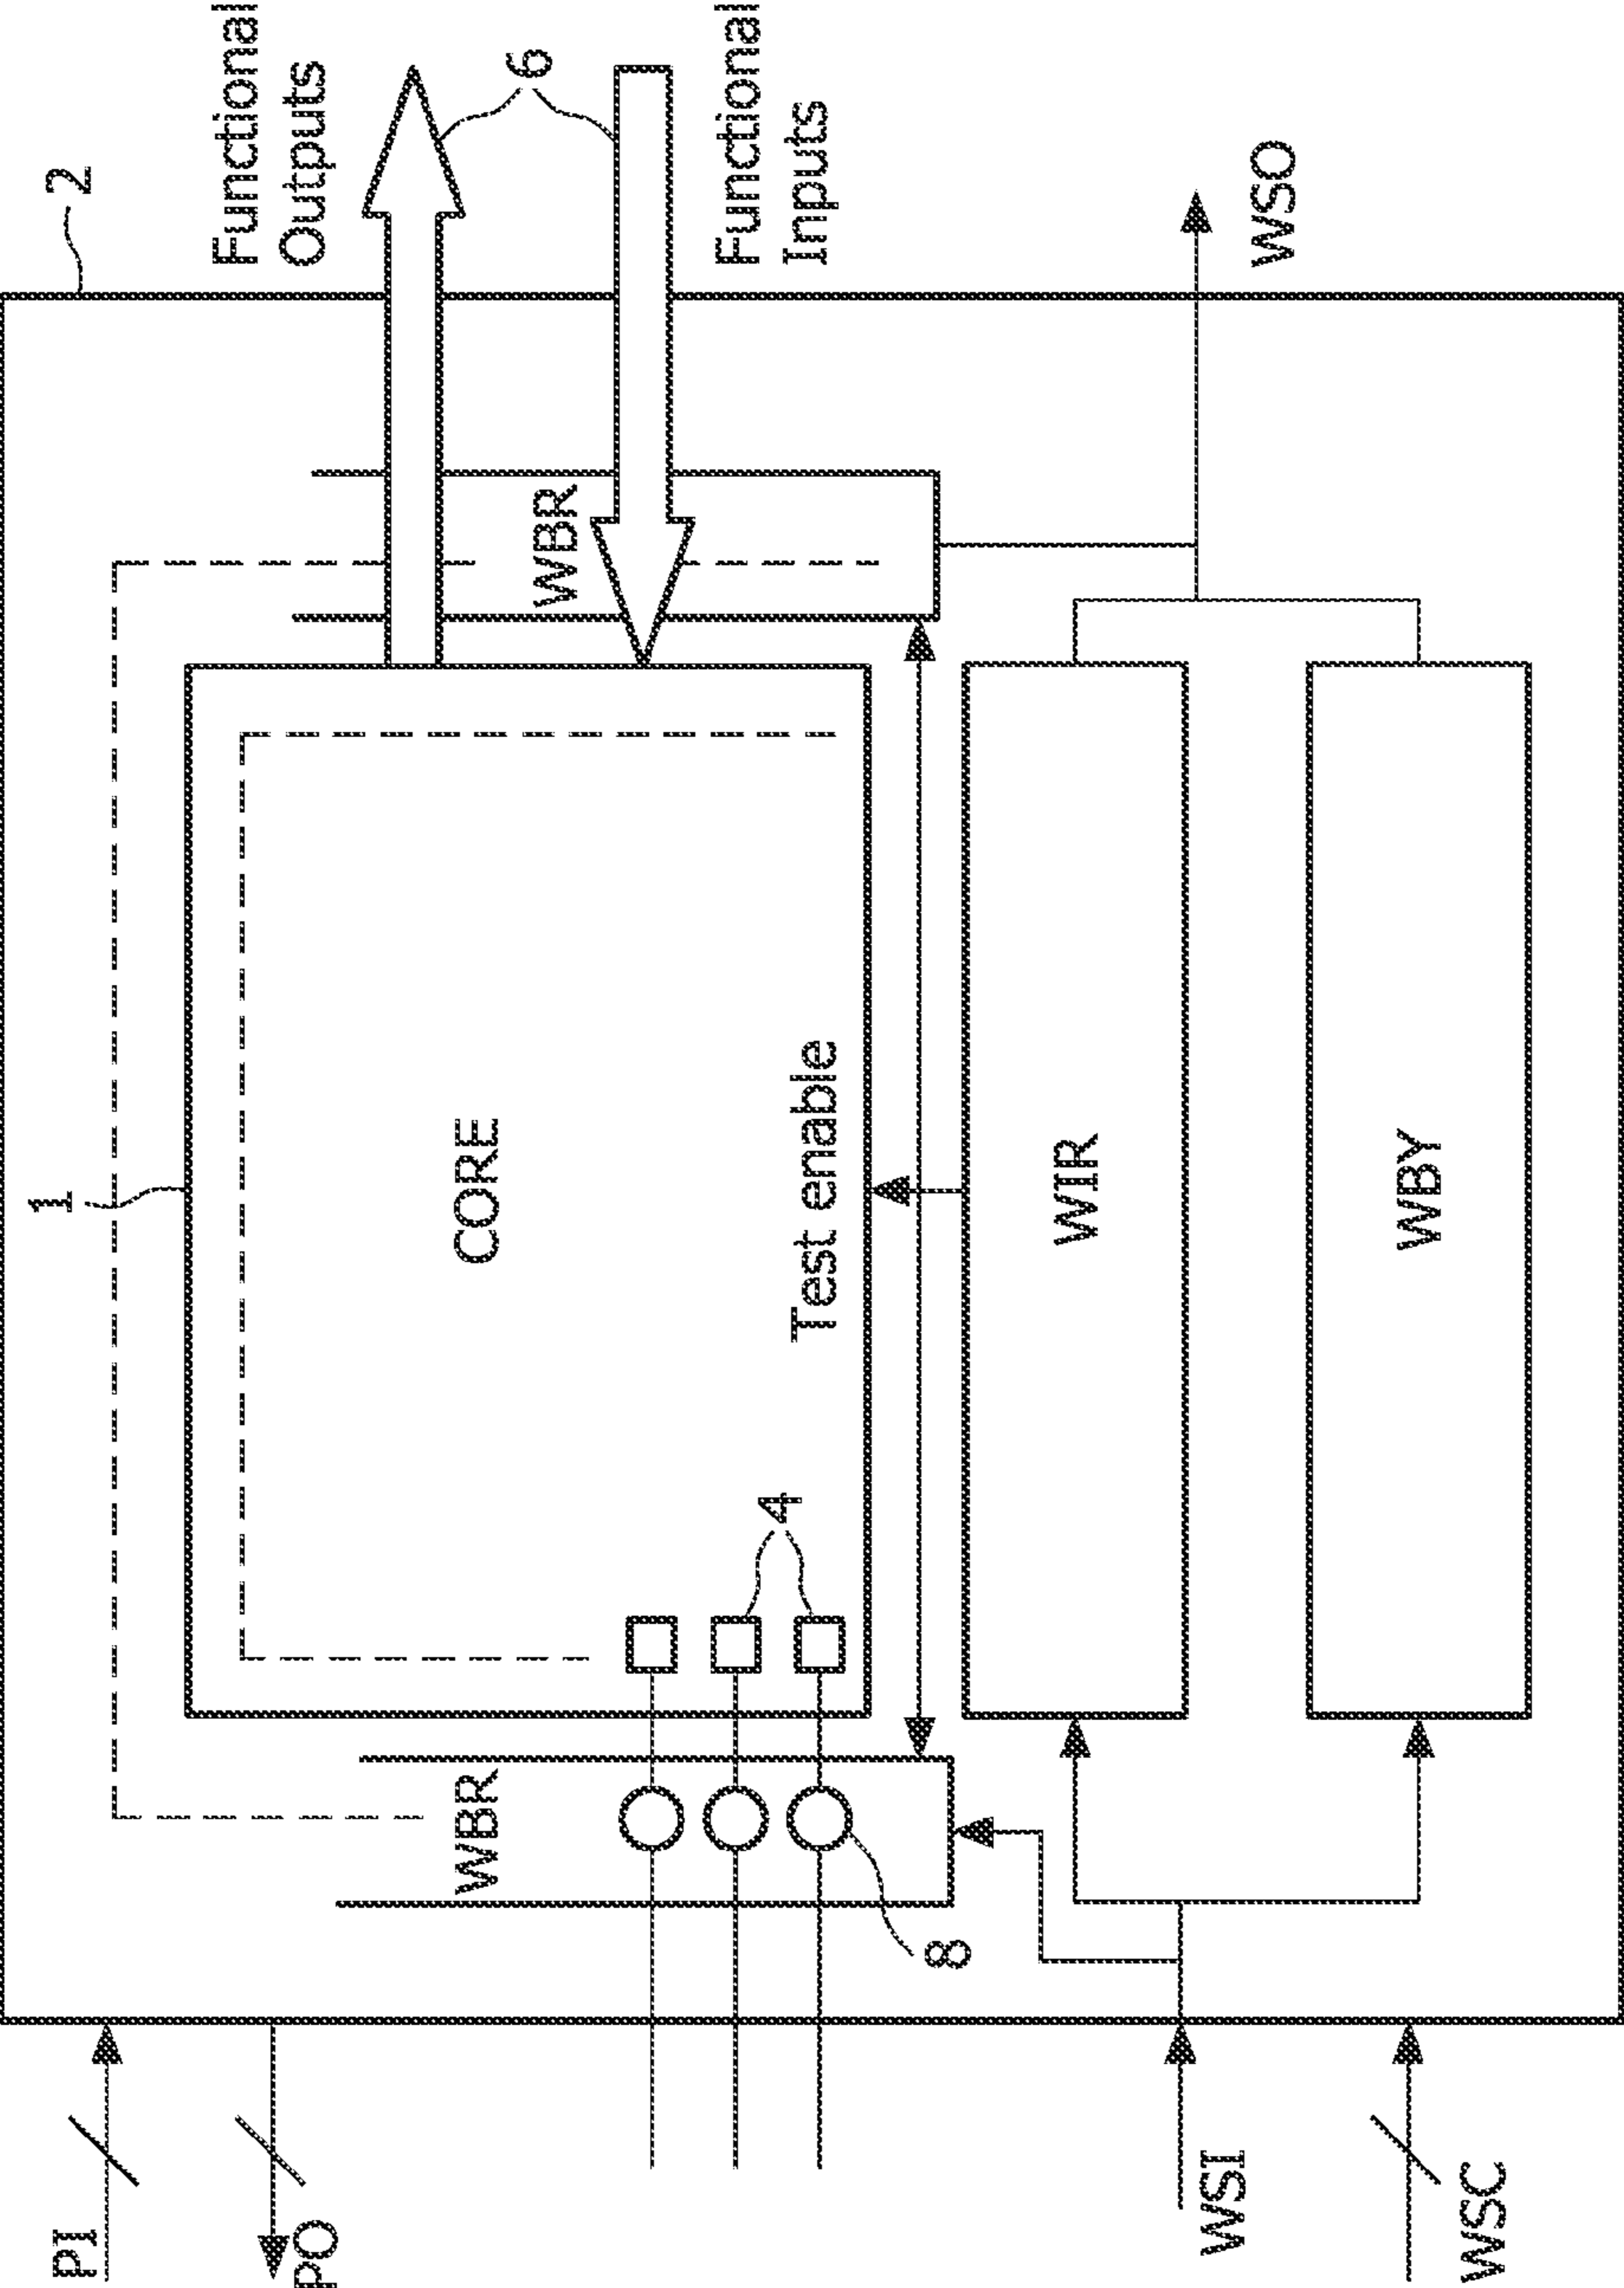 1
2
PI
PO
Functional
Outputs
6
Functional
Inputs
WBR
WBR
CORE
4
Test enable
8
WIR
WSI
WSO
WBY
WSC